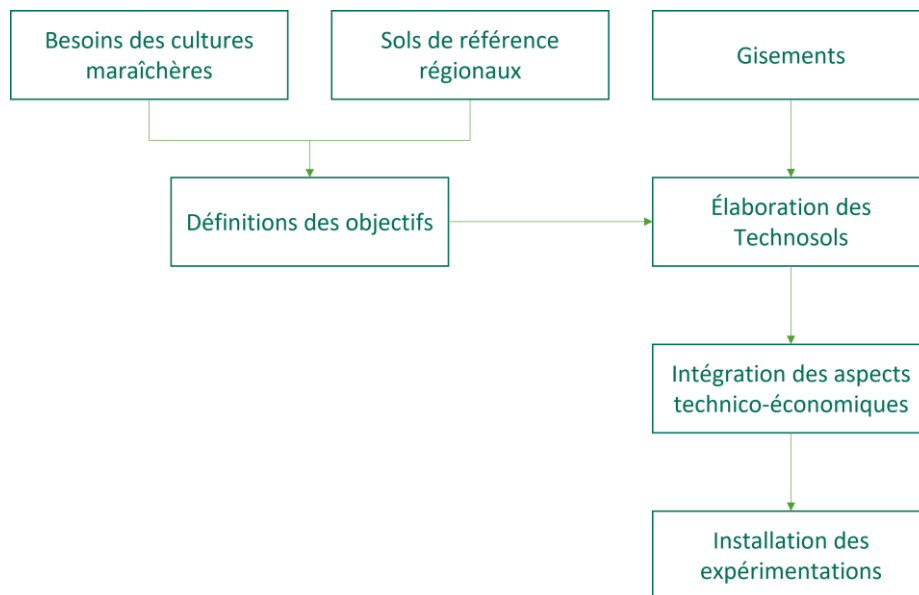 Besoins des cultures
maraîchères
Sols de référence
régionaux
Gisements
Définitions des objectifs
Élaboration des
Technosols
Intégration des aspects
technico-économiques
Installation des
expérimentations